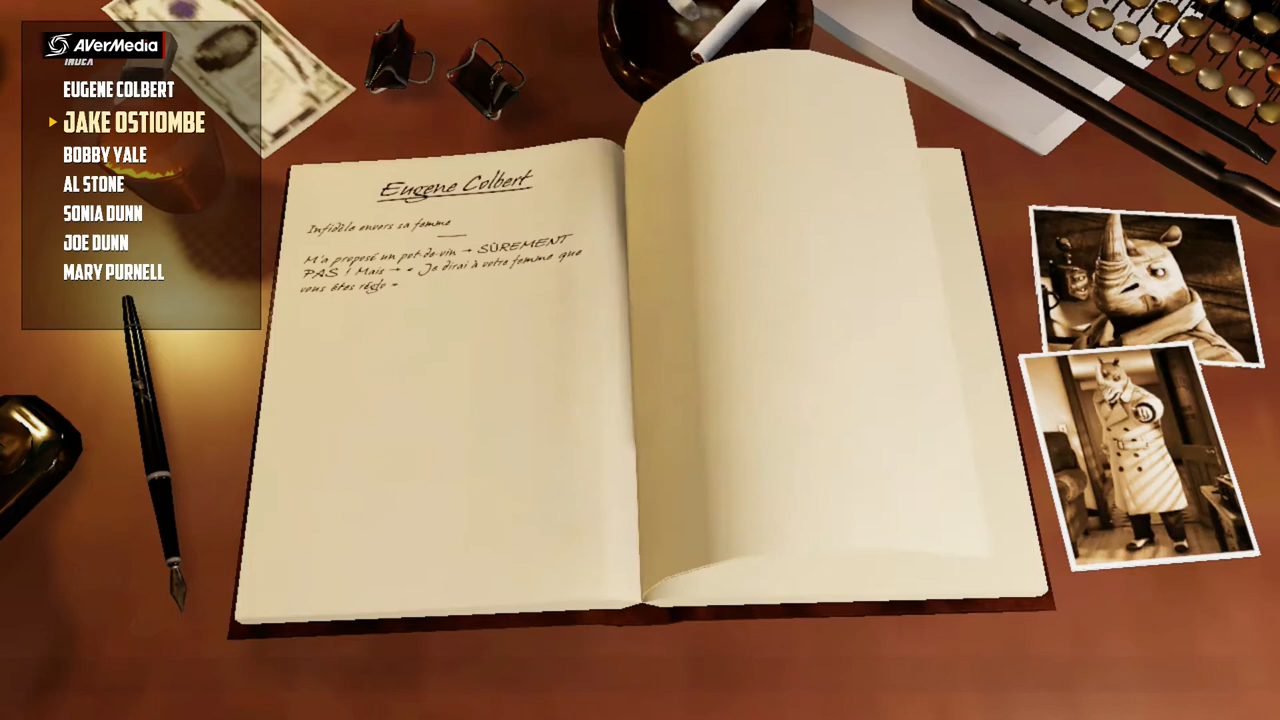 AVerMedia
EUGENE COLBERT
JAKE OSTIOMBE
BOBBY YALE
AL STONE
SONIA DUNN
JOE DUNN
MARY PURNELL
Eugene Colbert
Infidèle envers sa femme
M'a proposé un pot-de-vin → SÛREMENT
PAS ! Mais → « Je dirai à votre femme que
vous êtes réglo »